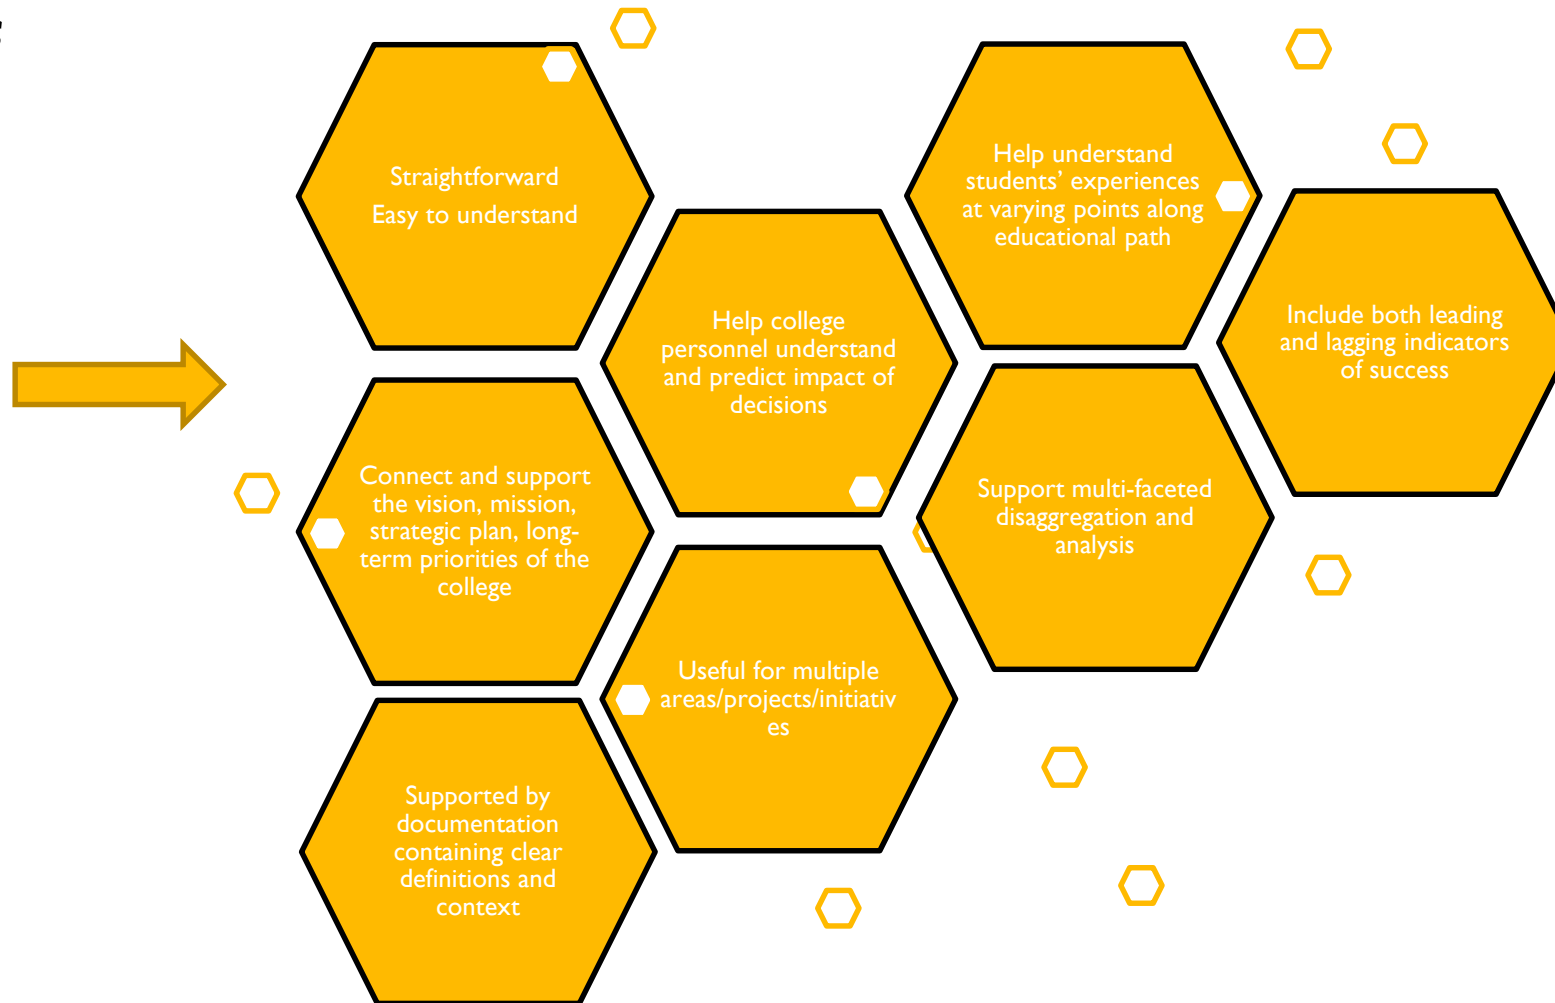 Straightforward
Easy to understand
Connect and support
the vision, mission,
strategic plan, long-
term priorities of the
college
Supported by
documentation
containing clear
definitions and
context
Help college
personnel understand
and predict impact of
decisions
Useful for multiple
areas/projects/initiativ
es
Help understand
students’ experiences
at varying points along
educational path
Support multi-faceted
disaggregation and
analysis
Include both leading
and lagging indicators
of success